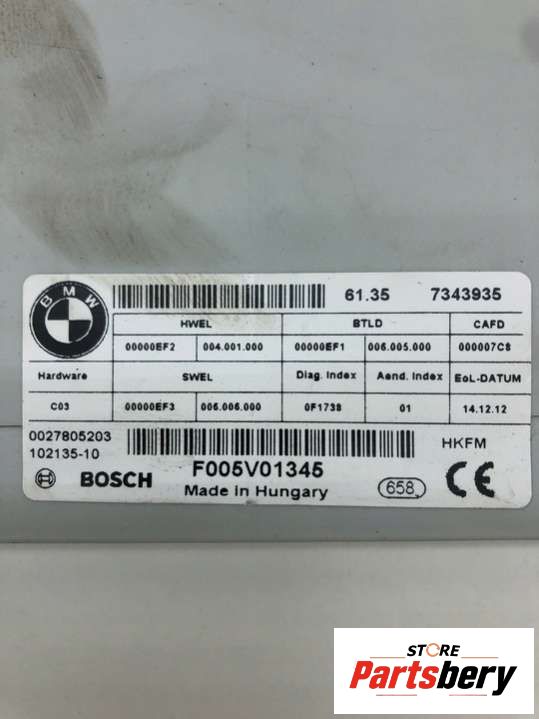 BMW
61.35 7343935
HWEL BTLD CAFD
00000EF2 004.001.000 00000EF1 006.005.000 000007C8
Hardware SWEL Diag. Index Aend. Index EoL-DATUM
C03 00000EF3 006.006.000 0F1738 01 14.12.12
0027805203
102135-10
HKFM
BOSCH F005V01345
Made in Hungary 658 CE
STORE
Partsbery